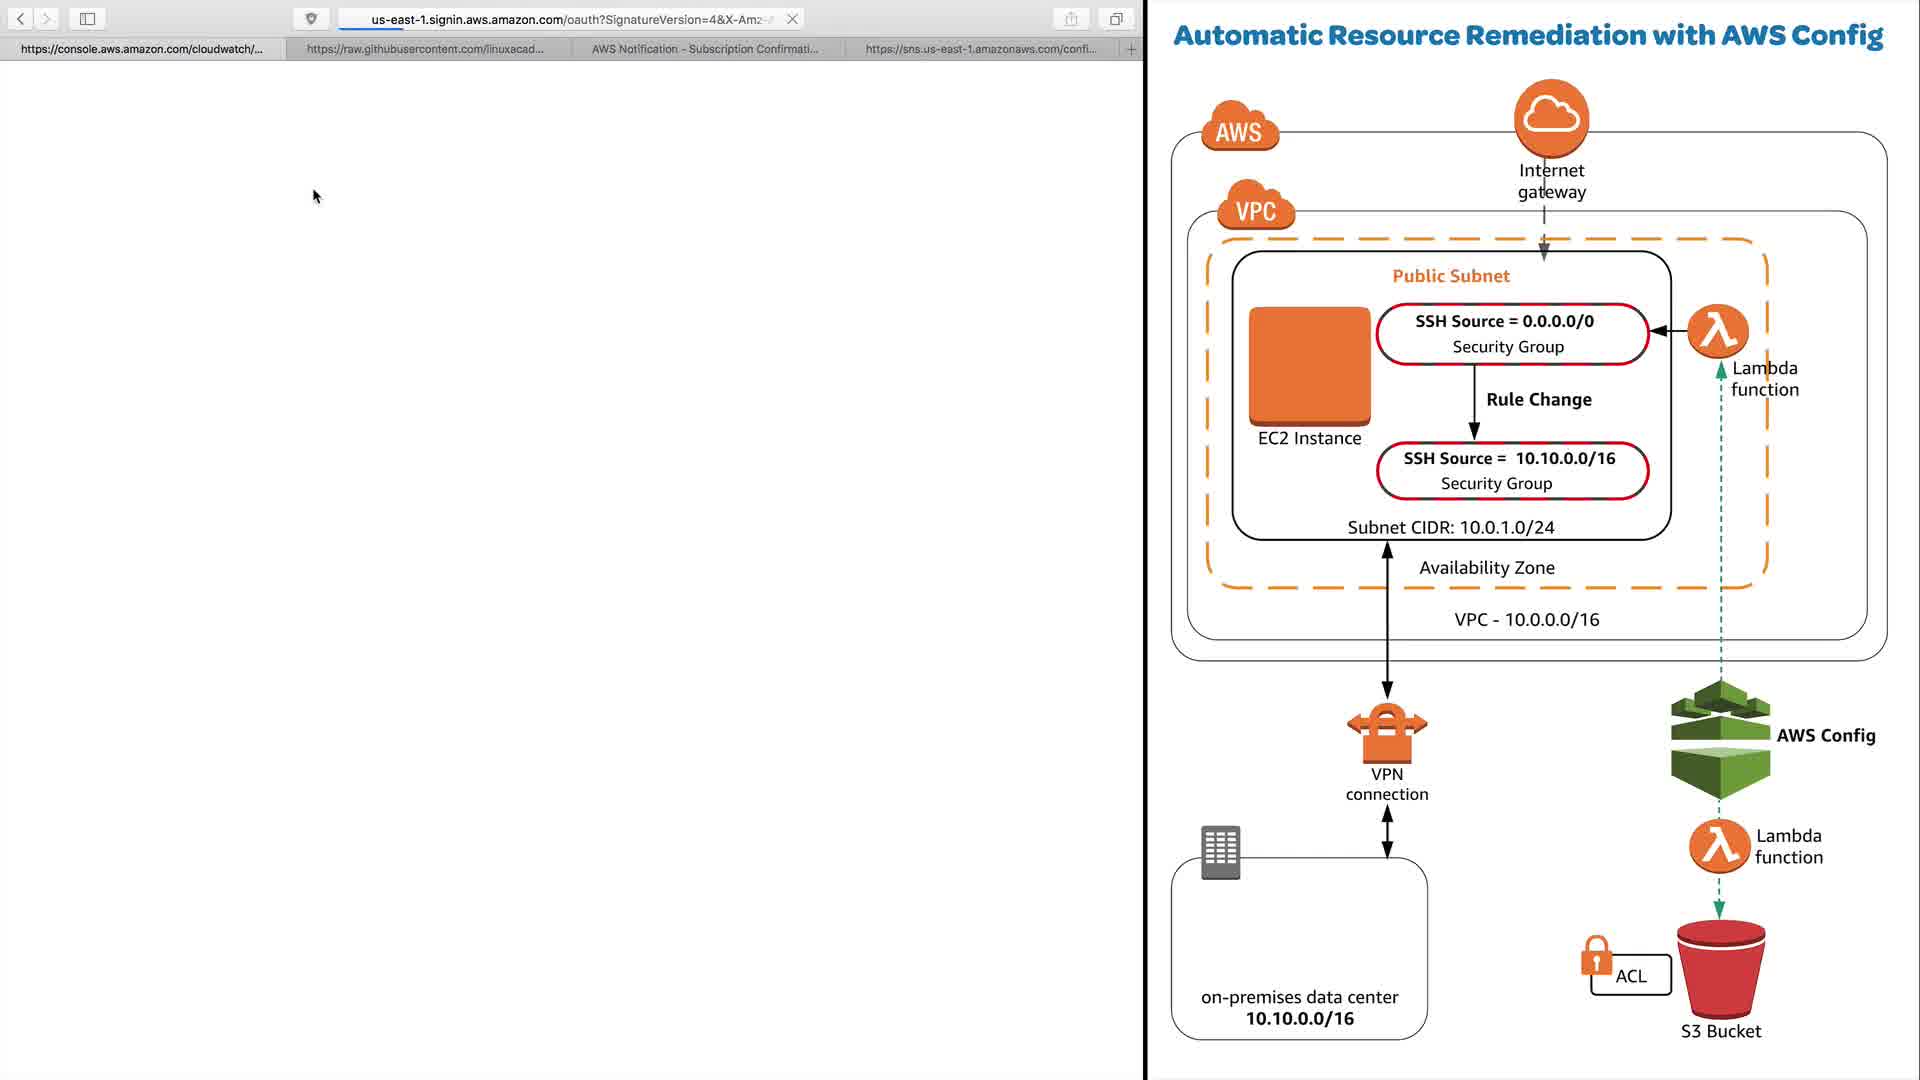 us-east-1.signin.aws.amazon.com/oauth?SignatureVersion=4&X-Amz-
https://console.aws.amazon.com/cloudwatch/...
https://raw.githubusercontent.com/linuxacad...
AWS Notification - Subscription Confirmati...
https://sns.us-east-1.amazonaws.com/confi...
Automatic Resource Remediation with AWS Config
AWS
Internet
gateway
VPC
Public Subnet
SSH Source = 0.0.0.0/0
Security Group
Lambda
function
Rule Change
EC2 Instance
SSH Source = 10.10.0.0/16
Security Group
Subnet CIDR: 10.0.1.0/24
Availability Zone
VPC - 10.0.0.0/16
AWS Config
VPN
connection
Lambda
function
ACL
on-premises data center
10.10.0.0/16
S3 Bucket